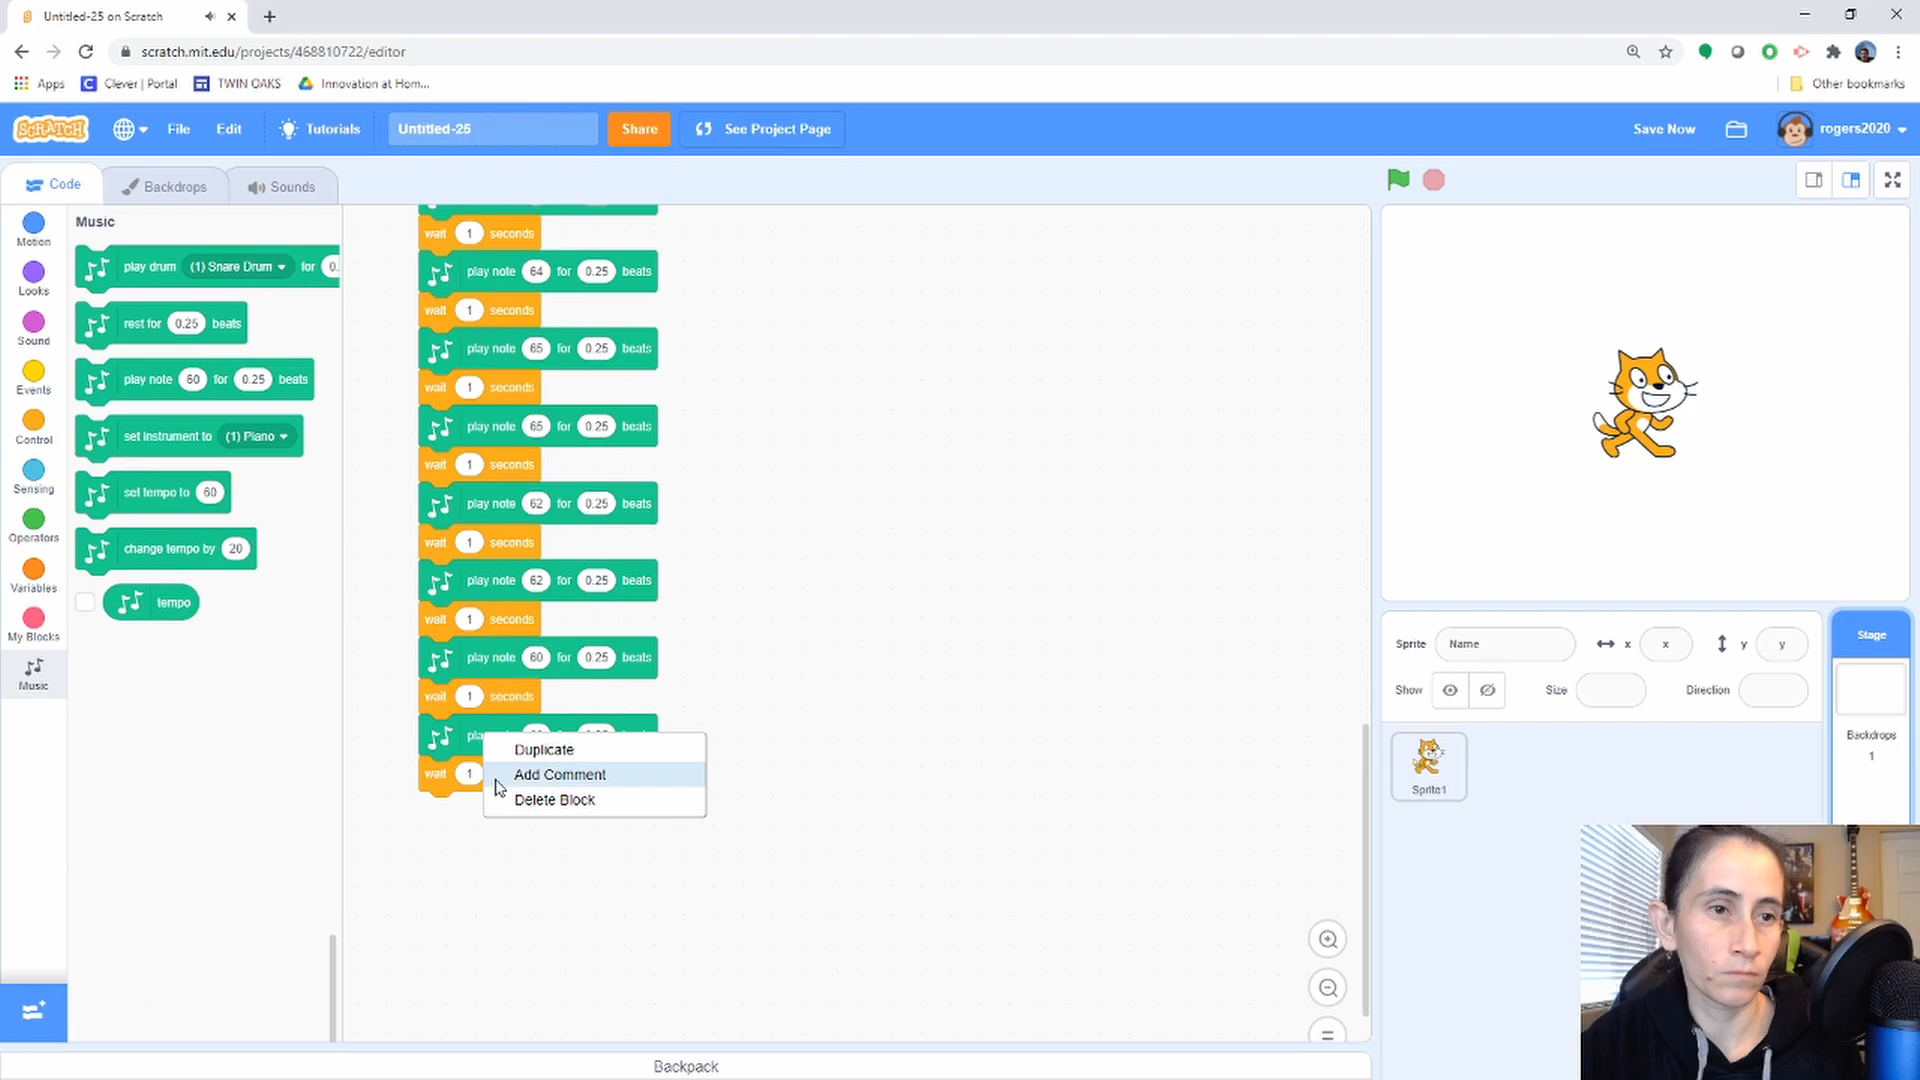 Untitled-25 on Scratch
scratch.mit.edu/projects/468810722/editor
Apps Clever | Portal TWIN OAKS Innovation at Hom... Other bookmarks
SCRATCH File Edit Tutorials Untitled-25 Share See Project Page Save Now rogers2020
Code Backdrops Sounds
Motion
Looks
Sound
Events
Control
Sensing
Operators
Variables
My Blocks
Music
Music
play drum (1) Snare Drum for 0.
rest for 0.25 beats
play note 60 for 0.25 beats
set instrument to (1) Piano
set tempo to 60
change tempo by 20
tempo
wait 1 seconds
play note 64 for 0.25 beats
wait 1 seconds
play note 65 for 0.25 beats
wait 1 seconds
play note 65 for 0.25 beats
wait 1 seconds
play note 62 for 0.25 beats
wait 1 seconds
play note 62 for 0.25 beats
wait 1 seconds
play note 60 for 0.25 beats
wait 1 seconds
pla
wait 1
Duplicate
Add Comment
Delete Block
Sprite Name x x y y
Show Size Direction
Sprite1
Stage
Backdrops
1
Backpack